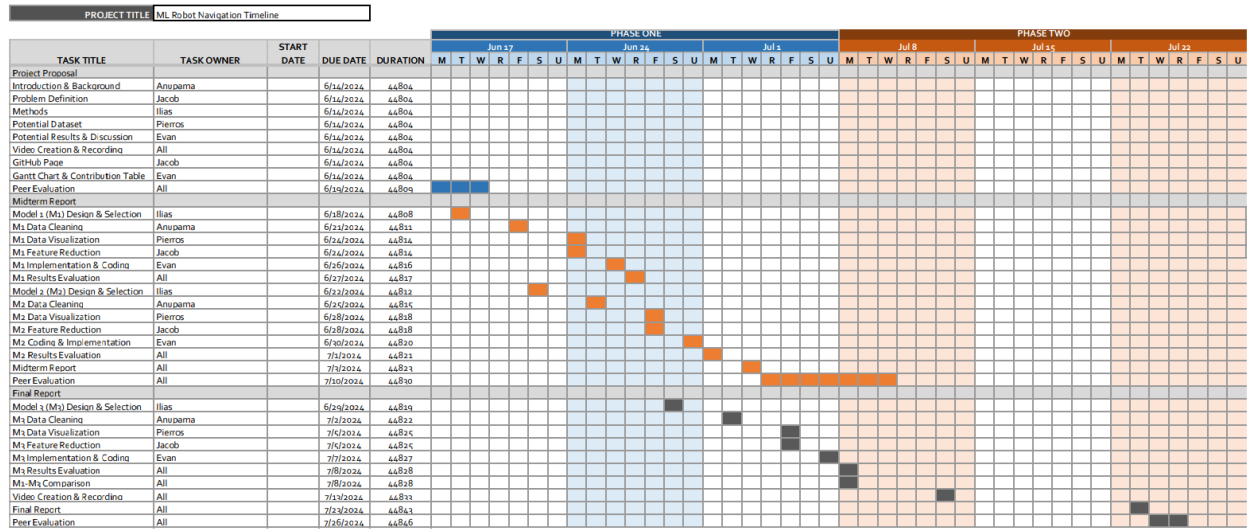 PROJECT TITLE ML Robot Navigation Timeline
PHASE ONE PHASE TWO
Jun 17 Jun 24 Jul 1 Jul 8 Jul 15 Jul 22
TASK TITLE TASK OWNER START DATE DUE DATE DURATION M T W R F S U M T W R F S U M T W R F S U M T W R F S U M T W R F S U M T W R F S U
Project Proposal
Introduction & Background Anupama 6/14/2024 44804
Problem Definition Jacob 6/14/2024 44804
Methods Ilias 6/14/2024 44804
Potential Dataset Pierros 6/14/2024 44804
Potential Results & Discussion Evan 6/14/2024 44804
Video Creation & Recording All 6/14/2024 44804
GitHub Page Jacob 6/14/2024 44804
Gantt Chart & Contribution Table Evan 6/14/2024 44804
Peer Evaluation All 6/19/2024 44809
Midterm Report
Model 1 (M1) Design & Selection Ilias 6/18/2024 44808
M1 Data Cleaning Anupama 6/21/2024 44811
M1 Data Visualization Pierros 6/24/2024 44814
M1 Feature Reduction Jacob 6/24/2024 44814
M1 Implementation & Coding Evan 6/26/2024 44816
M1 Results Evaluation All 6/27/2024 44817
Model 2 (M2) Design & Selection Ilias 6/22/2024 44812
M2 Data Cleaning Anupama 6/25/2024 44815
M2 Data Visualization Pierros 6/28/2024 44818
M2 Feature Reduction Jacob 6/28/2024 44818
M2 Coding & Implementation Evan 6/30/2024 44820
M2 Results Evaluation All 7/1/2024 44821
Midterm Report All 7/3/2024 44823
Peer Evaluation All 7/10/2024 44830
Final Report
Model 3 (M3) Design & Selection Ilias 6/29/2024 44819
M3 Data Cleaning Anupama 7/2/2024 44822
M3 Data Visualization Pierros 7/5/2024 44825
M3 Feature Reduction Jacob 7/5/2024 44825
M3 Implementation & Coding Evan 7/7/2024 44827
M3 Results Evaluation All 7/8/2024 44828
M1-M3 Comparison All 7/8/2024 44828
Video Creation & Recording All 7/13/2024 44833
Final Report All 7/23/2024 44843
Peer Evaluation All 7/26/2024 44846